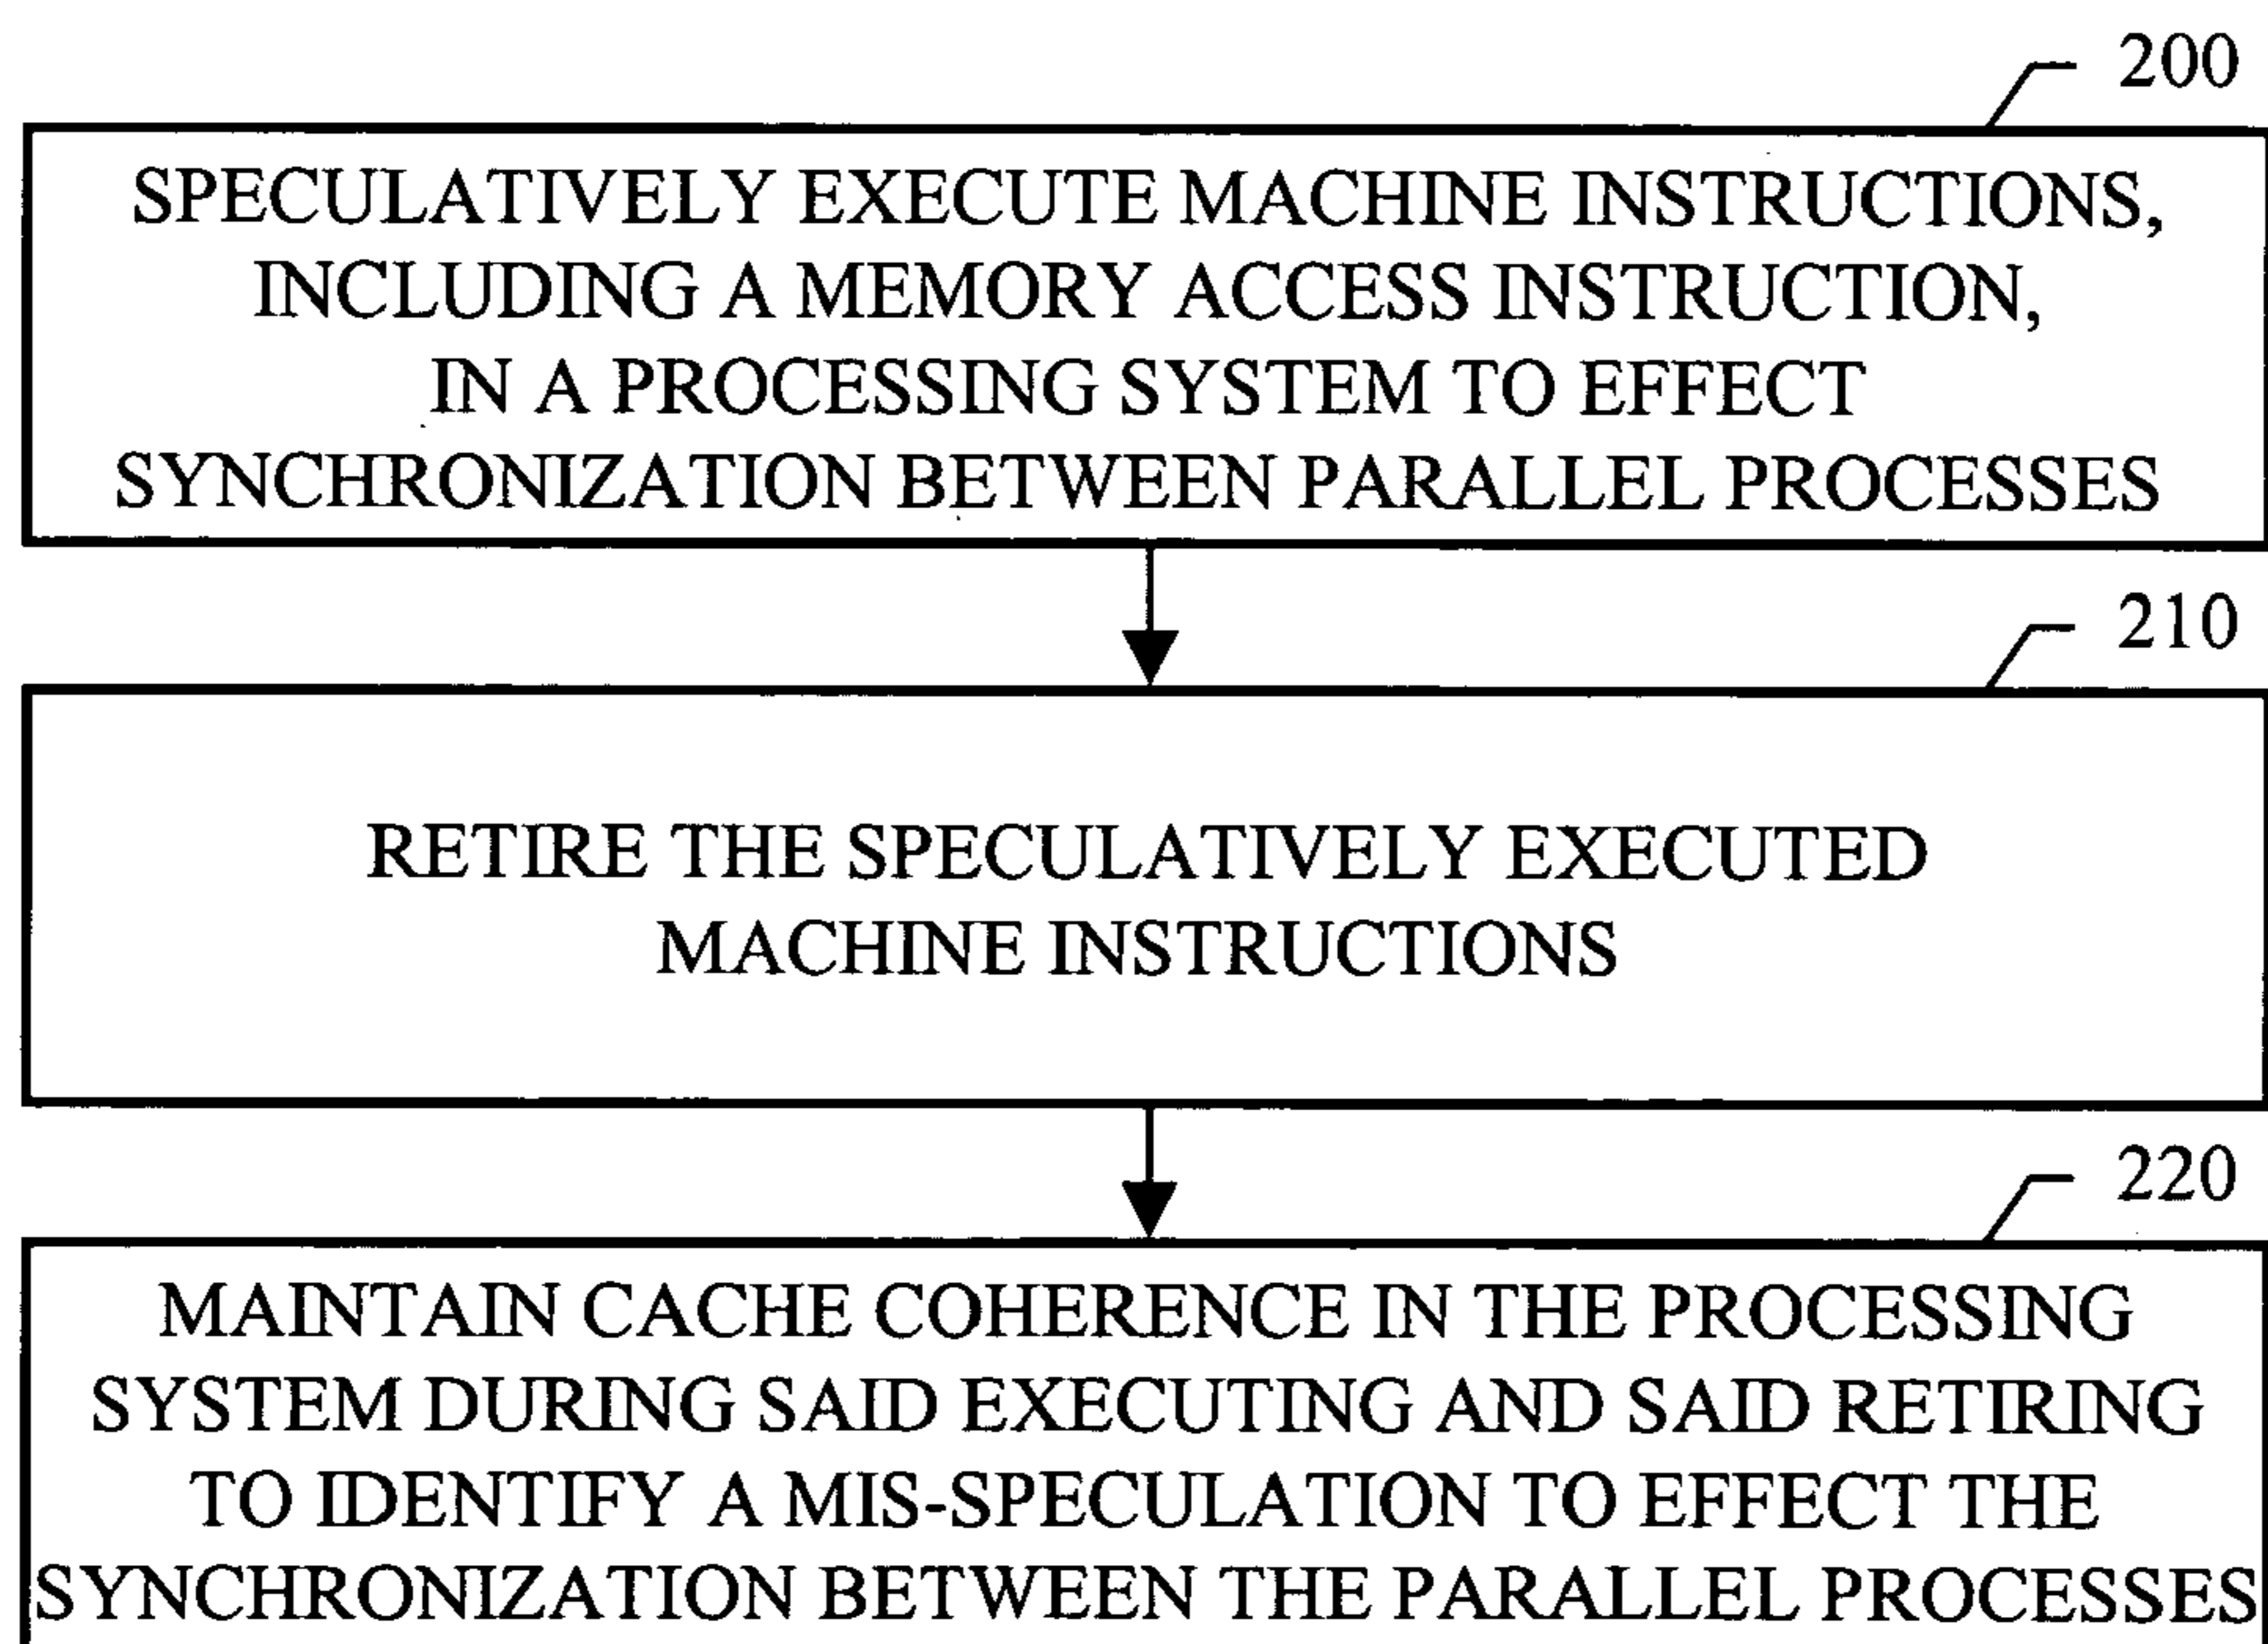 200
SPECULATIVELY EXECUTE MACHINE INSTRUCTIONS,
INCLUDING A MEMORY ACCESS INSTRUCTION,
IN A PROCESSING SYSTEM TO EFFECT
SYNCHRONIZATION BETWEEN PARALLEL PROCESSES
210
RETIRE THE SPECULATIVELY EXECUTED
MACHINE INSTRUCTIONS
220
MAINTAIN CACHE COHERENCE IN THE PROCESSING
SYSTEM DURING SAID EXECUTING AND SAID RETIRING
TO IDENTIFY A MIS-SPECULATION TO EFFECT THE
SYNCHRONIZATION BETWEEN THE PARALLEL PROCESSES